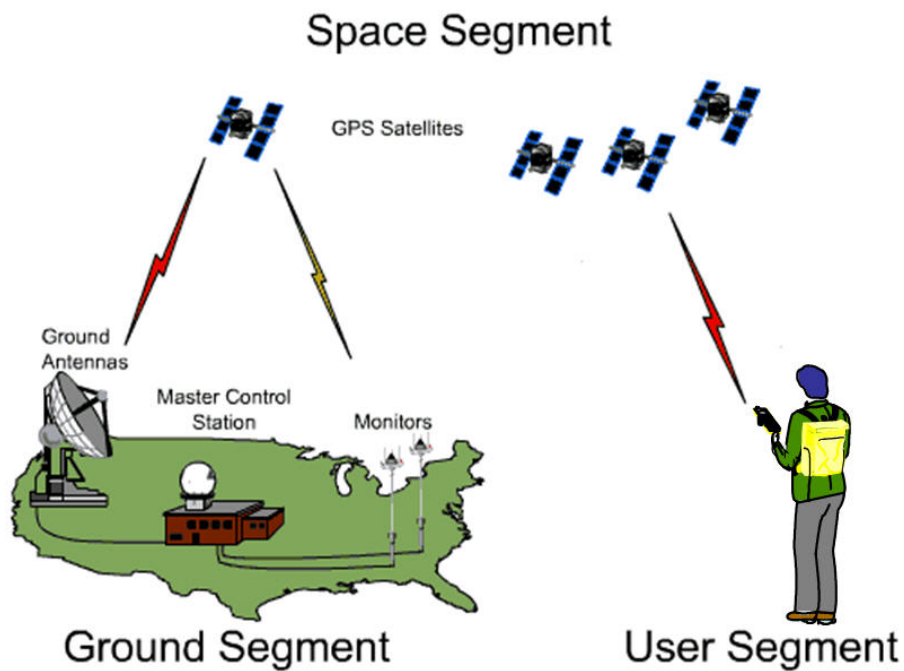 Space Segment
GPS Satellites
Ground
Antennas
Master Control
Station
Monitors
Ground Segment
User Segment